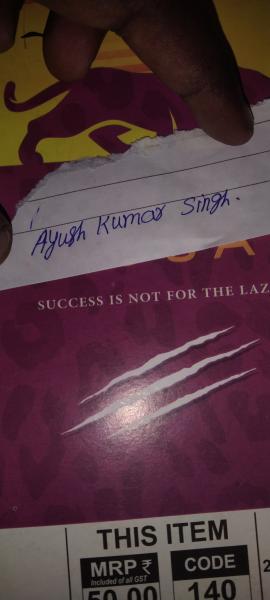 Ayush Kumar Singh.
SUCCESS IS NOT FOR THE LAZ
THIS ITEM
MRP ₹ CODE
Included of all GST
50.00 140